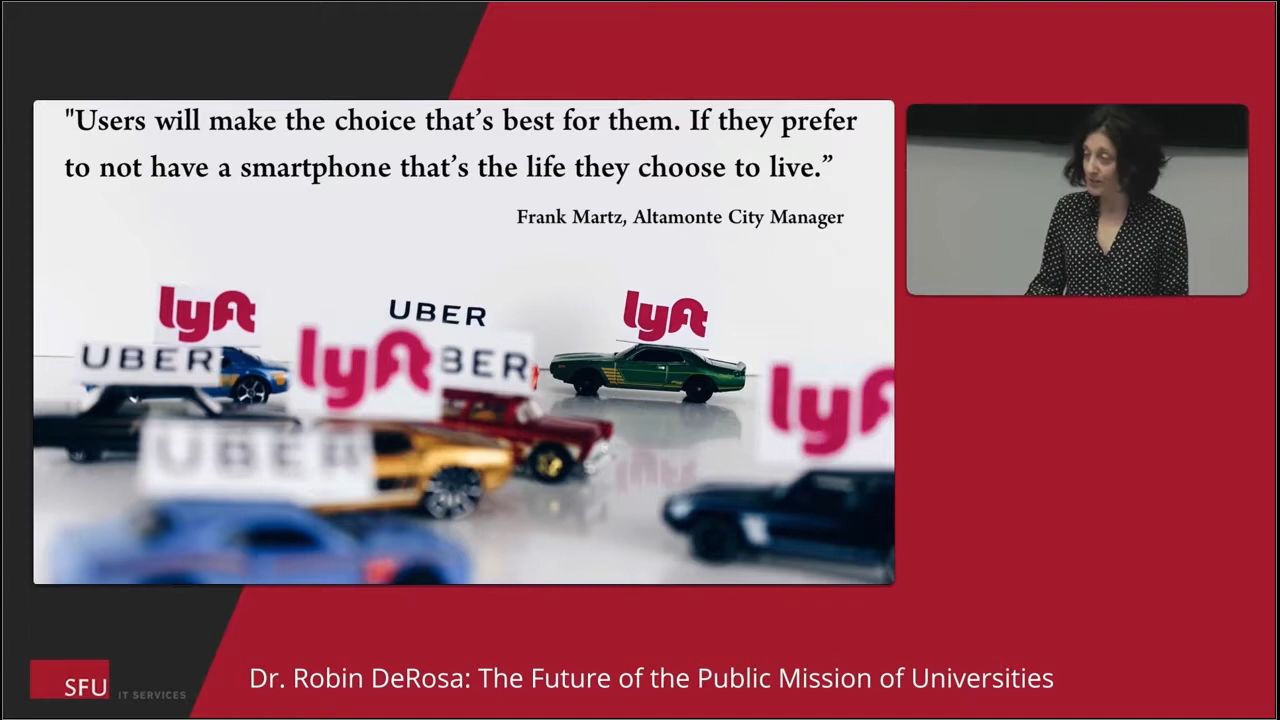 "Users will make the choice that’s best for them. If they prefer
to not have a smartphone that’s the life they choose to live.”
Frank Martz, Altamonte City Manager
lyft
UBER
lyft
UBER
lyft
BER
lyf
UBER
lyft
SFU
IT SERVICES
Dr. Robin DeRosa: The Future of the Public Mission of Universities